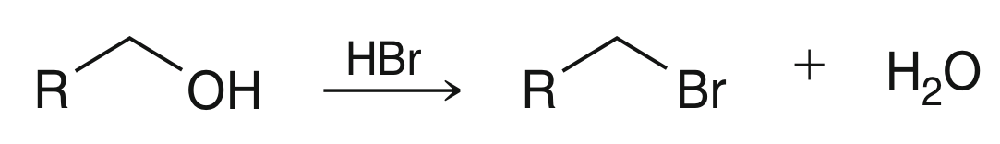 R OH HBr R Br + H₂O